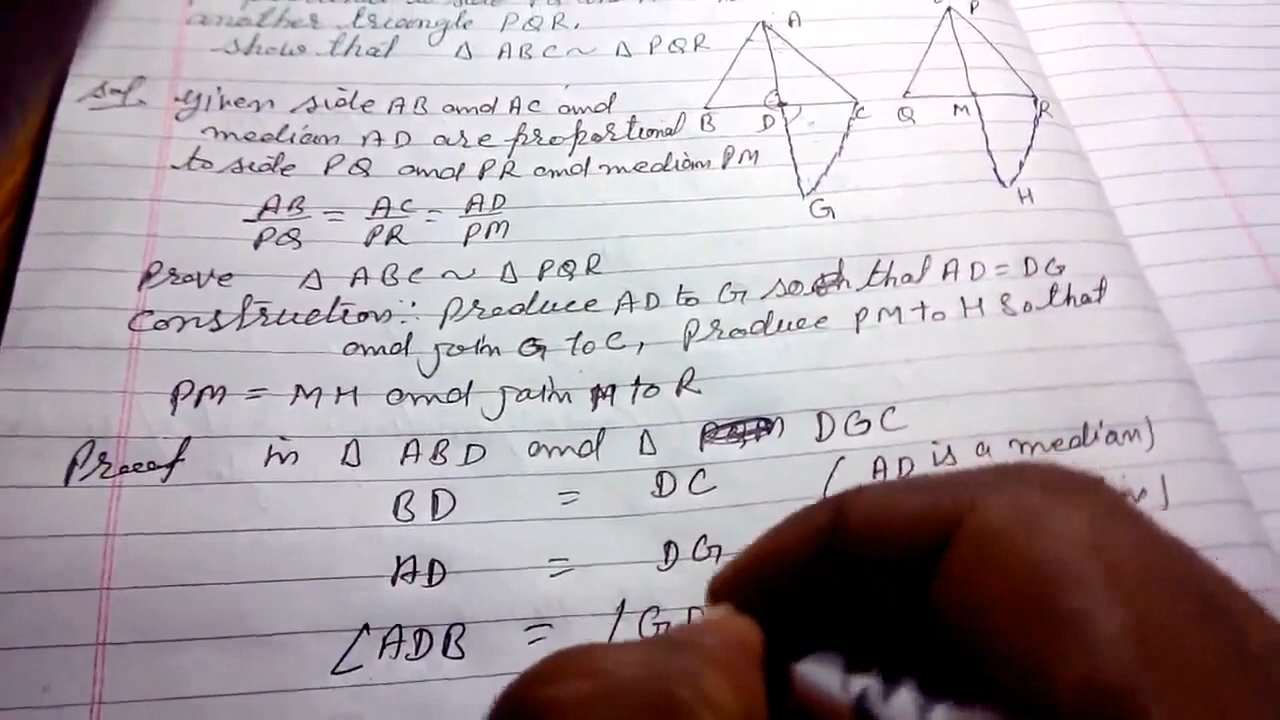 another triangle PQR.
show that Δ ABC ~ Δ PQR
Sol. given side AB and AC and
median AD are proportional
to side PQ and PR and median PM
AB/PQ = AC/PR = AD/PM
Prove Δ ABC ~ Δ PQR
Construction: produce AD to G so that AD = DG
and join G to C, produce PM to H so that
PM = MH and join M to R
Proof in Δ ABD and Δ DGC
BD = DC (AD is a median)
AD = DG
∠ADB = ∠GD
A
B
D
C
G
P
Q
M
R
H